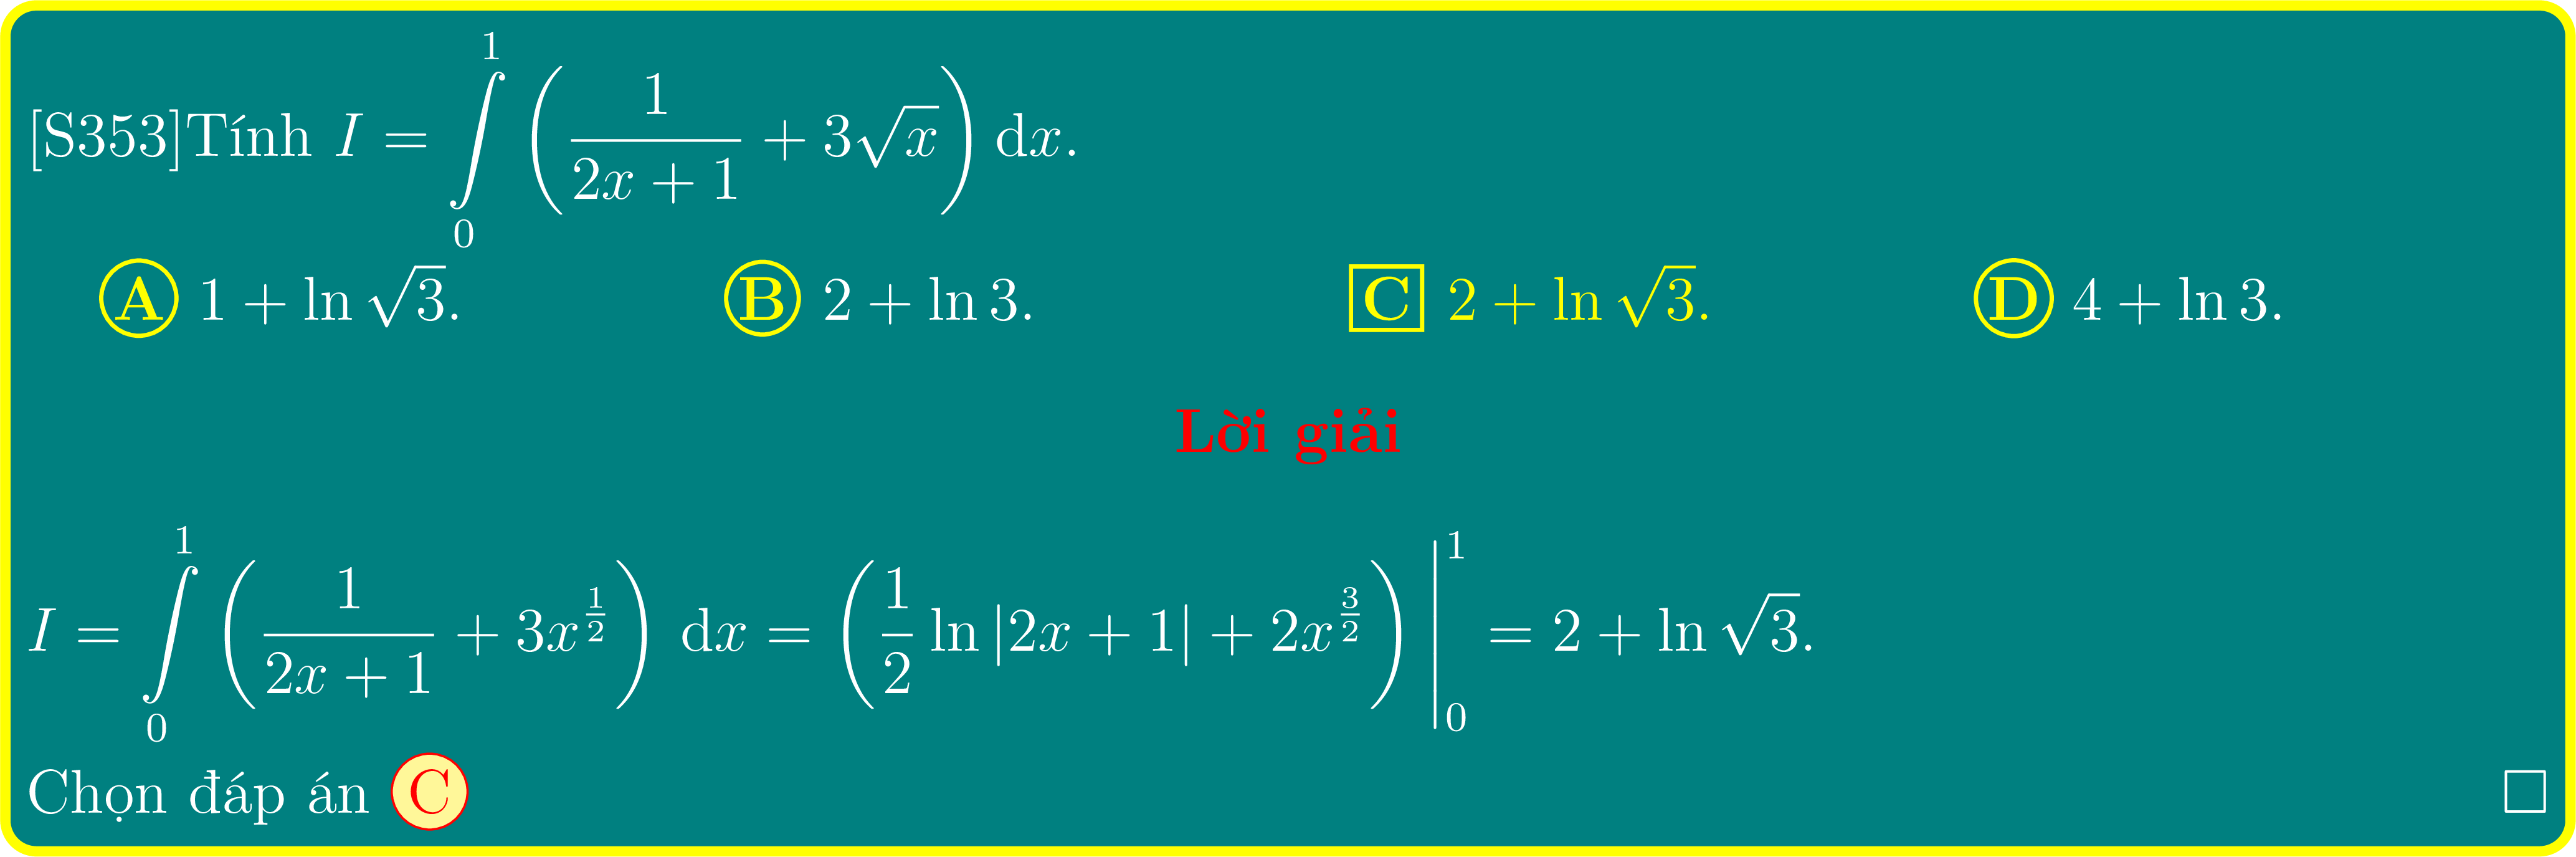 [S353]Tính $I = \int\limits_0^1 \left( \frac{1}{2x+1} + 3\sqrt{x} \right) \mathrm{d}x.$
Ⓐ $1 + \ln\sqrt{3}.$ Ⓑ $2 + \ln 3.$ C $2 + \ln\sqrt{3}.$ Ⓓ $4 + \ln 3.$
Lời giải
$I = \int\limits_0^1 \left( \frac{1}{2x+1} + 3x^{\frac{1}{2}} \right) \mathrm{d}x = \left( \frac{1}{2} \ln|2x+1| + 2x^{\frac{3}{2}} \right) \Big|_0^1 = 2 + \ln\sqrt{3}.$
Chọn đáp án Ⓒ □